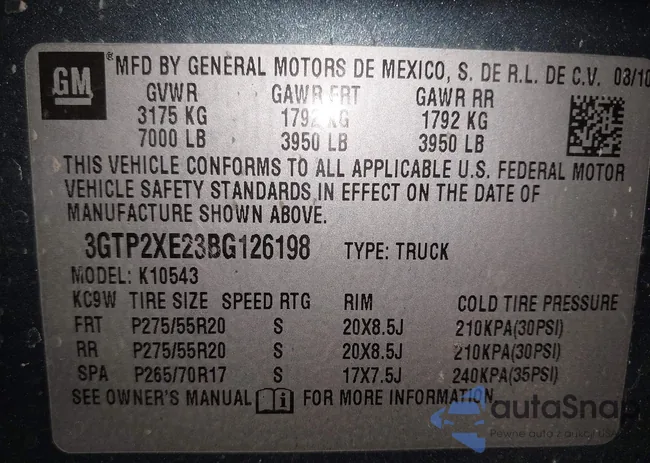 GM ® MFD BY GENERAL MOTORS DE MEXICO, S. DE R.L. DE C.V. 03/10
GVWR GAWR FRT GAWR RR
3175 KG 1792 KG 1792 KG
7000 LB 3950 LB 3950 LB
THIS VEHICLE CONFORMS TO ALL APPLICABLE U.S. FEDERAL MOTOR
VEHICLE SAFETY STANDARDS IN EFFECT ON THE DATE OF
MANUFACTURE SHOWN ABOVE.
3GTP2XE23BG126198 TYPE: TRUCK
MODEL: K10543
KC9W TIRE SIZE SPEED RTG RIM COLD TIRE PRESSURE
FRT P275/55R20 S 20X8.5J 210KPA(30PSI)
RR P275/55R20 S 20X8.5J 210KPA(30PSI)
SPA P265/70R17 S 17X7.5J 240KPA(35PSI)
SEE OWNER'S MANUAL i FOR MORE INFORMATION
autaSnap
Pewne auto z aukcji